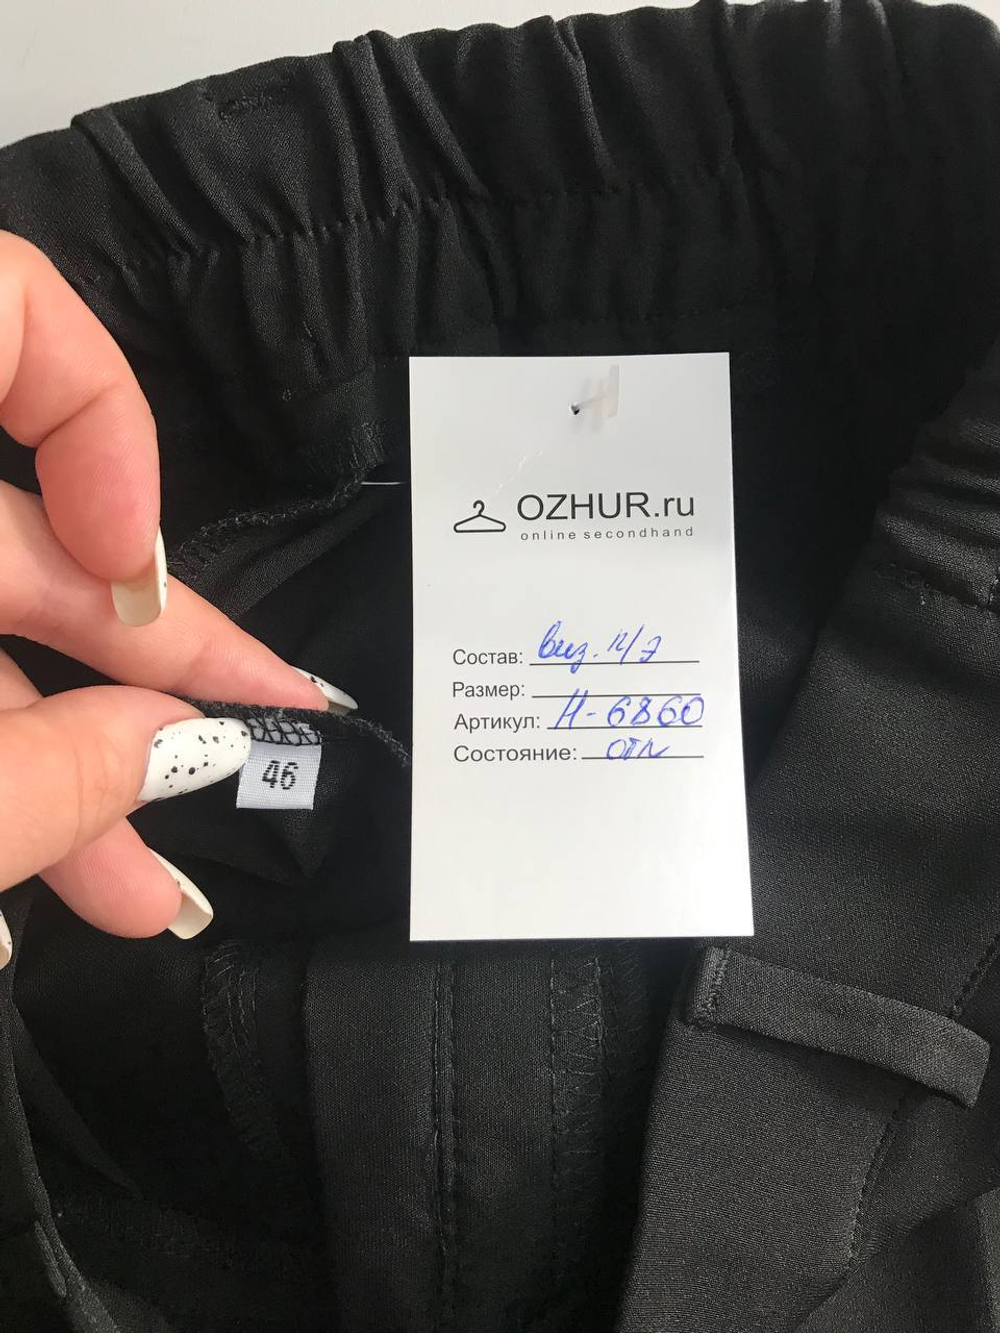 OZHUR.ru
online secondhand
Состав: виз. п/э
Размер:
Артикул: H-6860
Состояние: отл
46